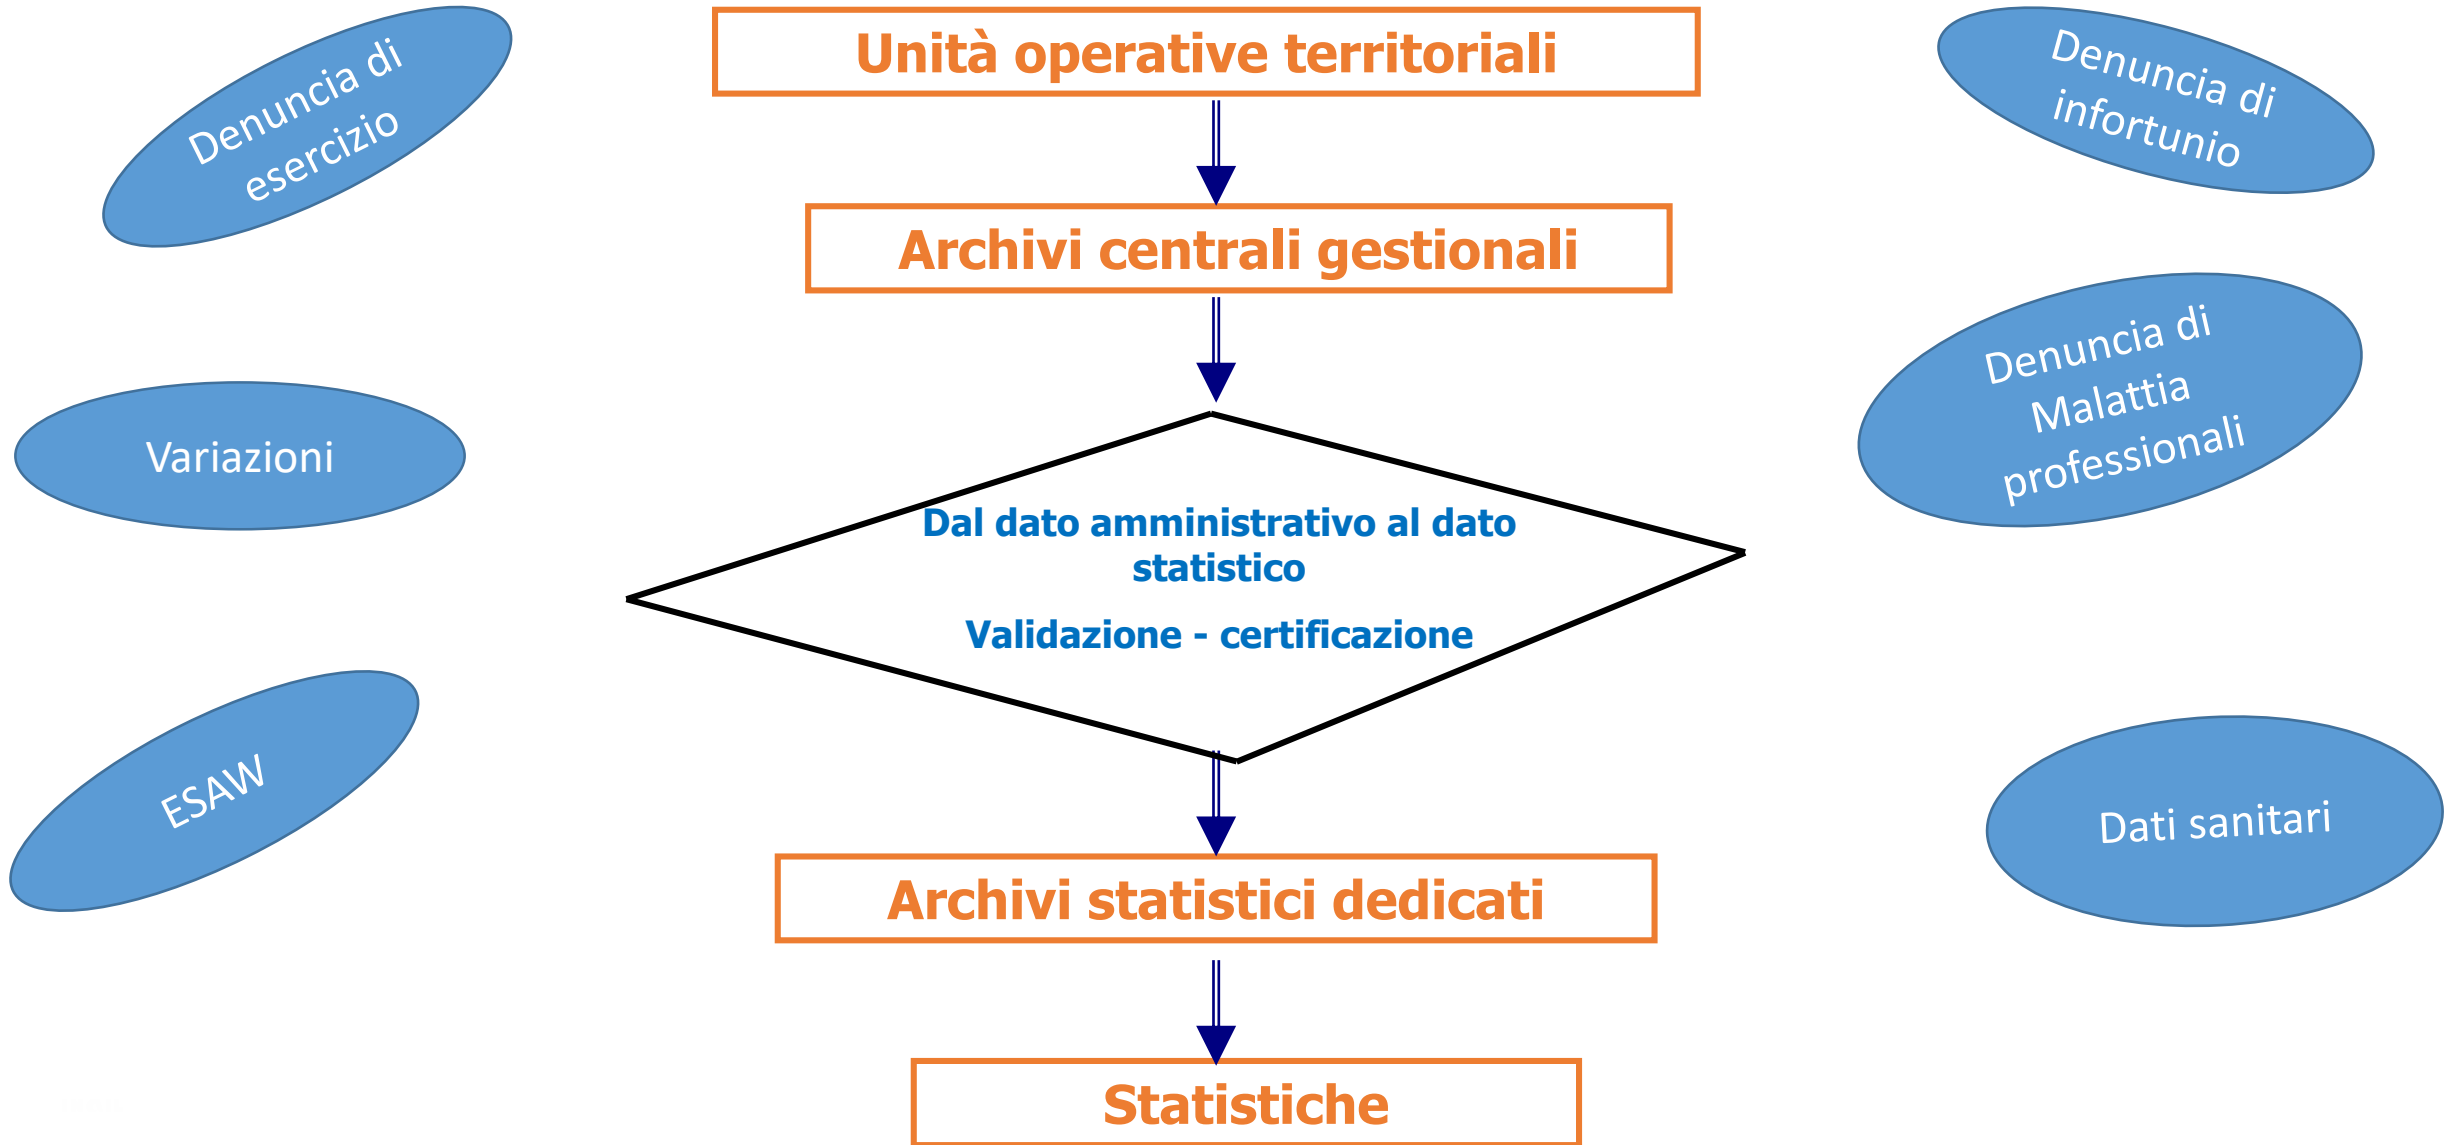 Denuncia di
esercizio
Unità operative territoriali
Denuncia di
infortunio
Archivi centrali gestionali
Denuncia di
Malattia
professionali
Variazioni
Dal dato amministrativo al dato
statistico
Validazione - certificazione
ESAW
Dati sanitari
Archivi statistici dedicati
Statistiche